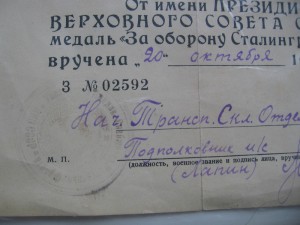 От имени ПРЕЗИДИ
ВЕРХОВНОГО СОВЕТА С
медаль «За оборону Сталингр
вручена „20" октября 1
З №02592
Нач. Трансп. Скл. Отде
Подполковник и/с
М. П.
(должность, воинское звание и подпись лица, вруч
(Лапин)